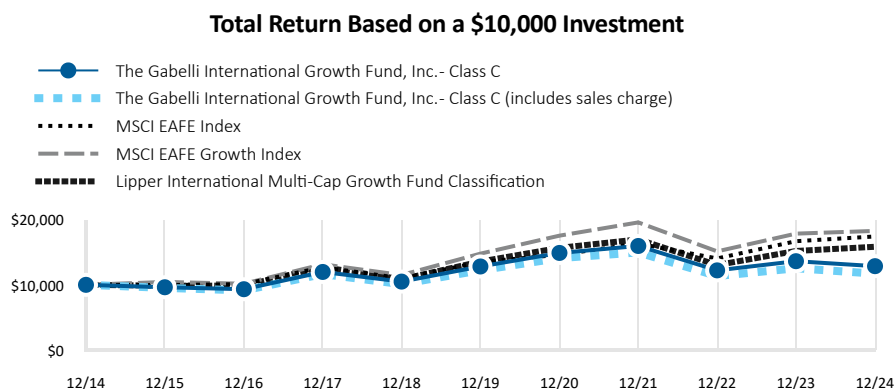 Total Return Based on a $10,000 Investment
The Gabelli International Growth Fund, Inc.- Class C
The Gabelli International Growth Fund, Inc.- Class C (includes sales charge)
MSCI EAFE Index
MSCI EAFE Growth Index
Lipper International Multi-Cap Growth Fund Classification
$20,000
$10,000
$0
12/14 12/15 12/16 12/17 12/18 12/19 12/20 12/21 12/22 12/23 12/24